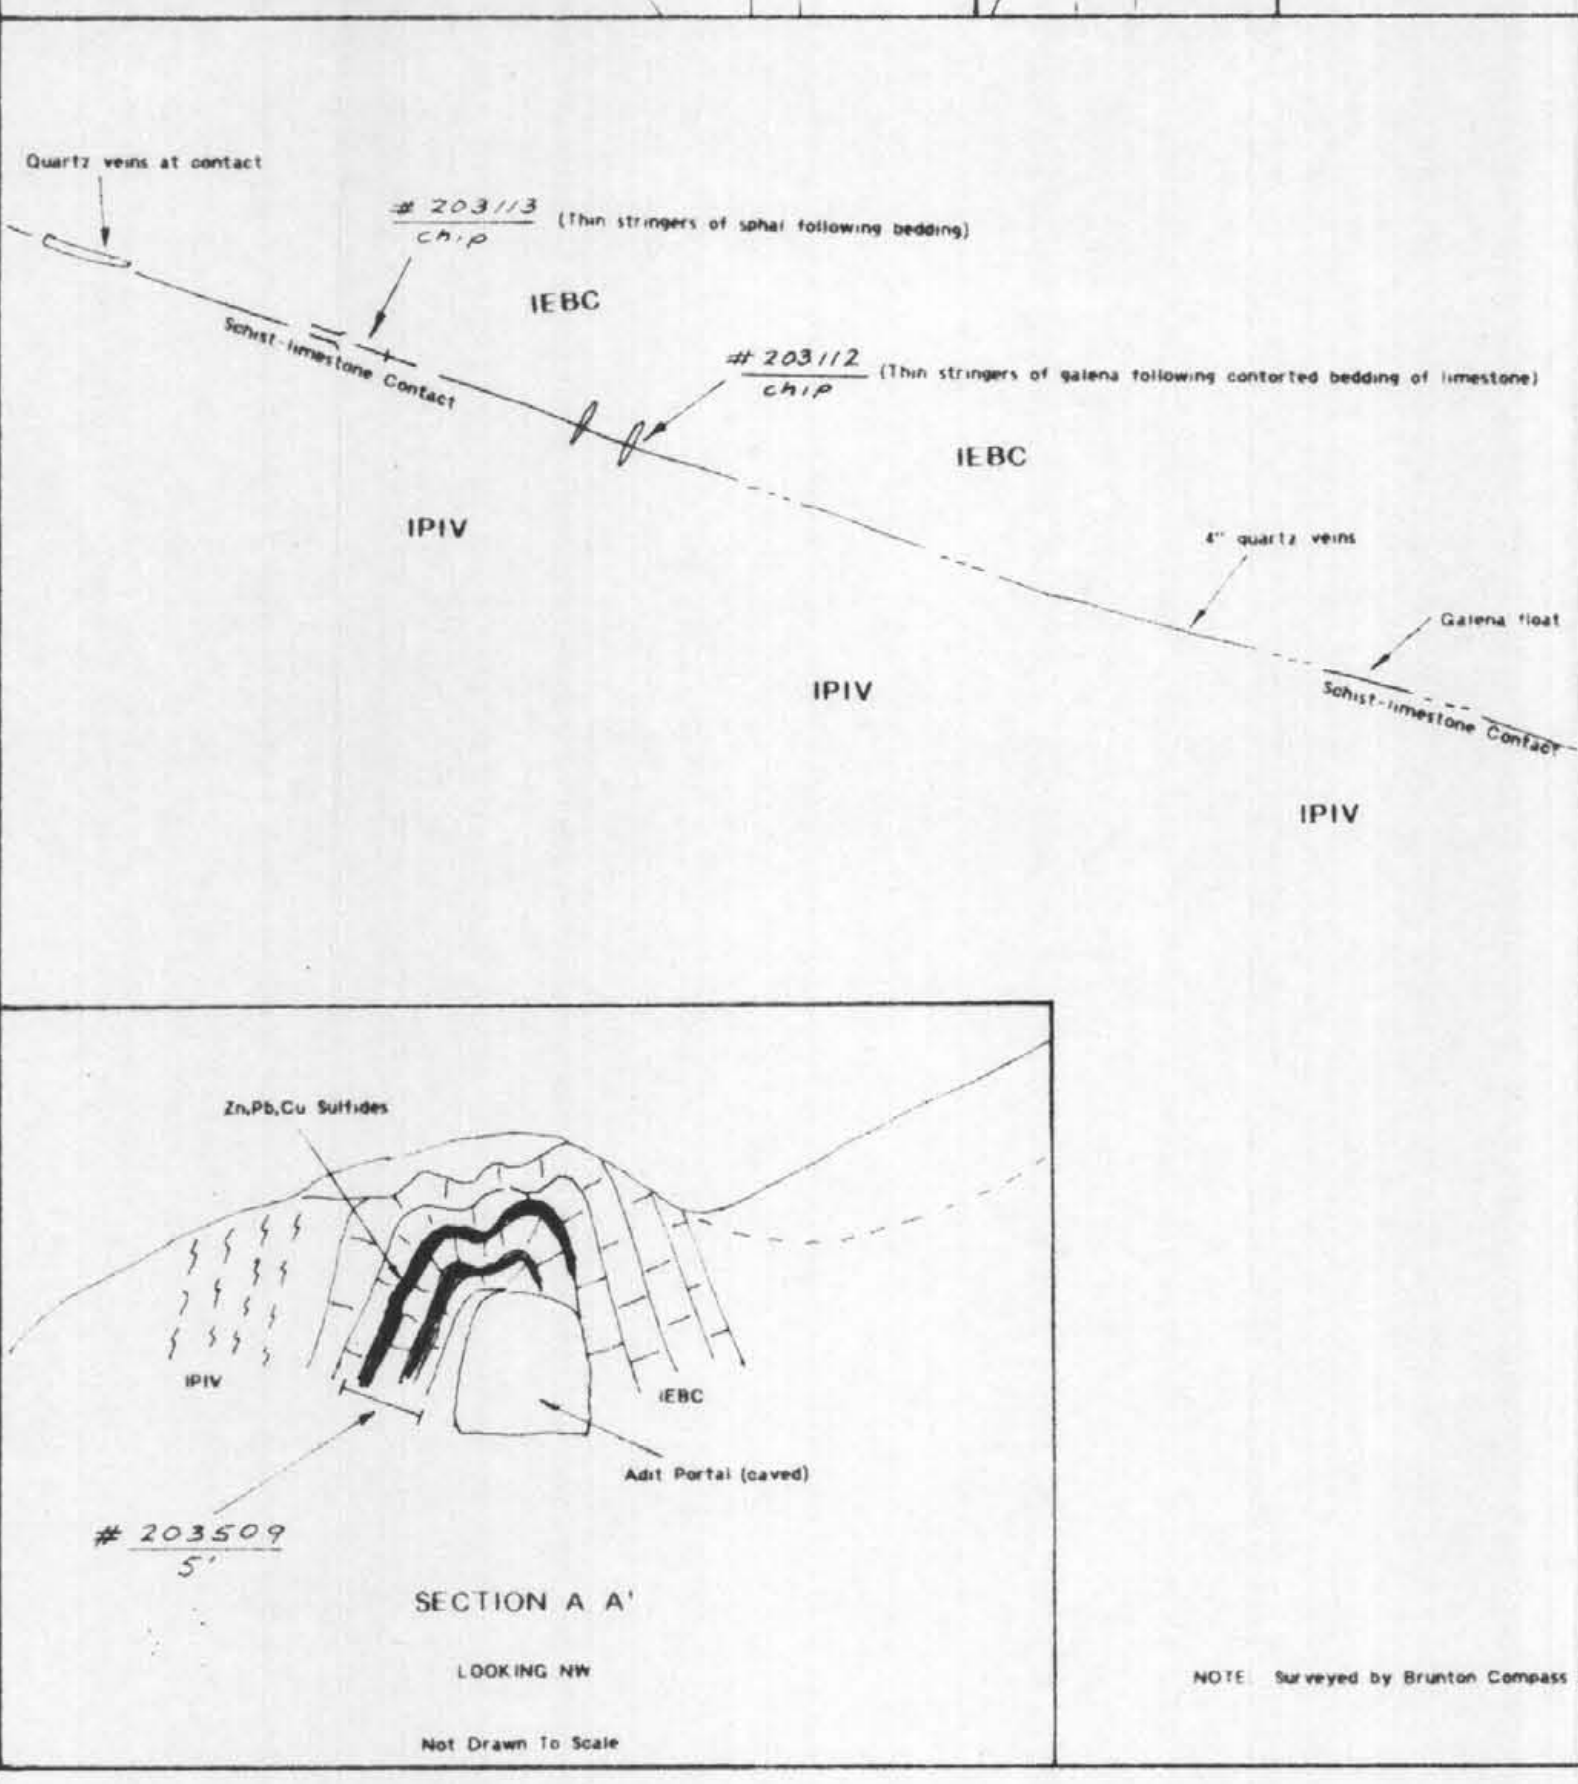 Quartz veins at contact
# 203113 (Thin stringers of sphal following bedding)
chip
IEBC
Schist-limestone Contact
# 203112 (Thin stringers of galena following contorted bedding of limestone)
chip
IEBC
IPIV
4" quartz veins
Galena float
IPIV
Schist-limestone Contact
IPIV
Zn,Pb,Cu Sulfides
IPIV
IEBC
Adit Portal (caved)
# 203509
5'
SECTION A A'
LOOKING NW
Not Drawn To Scale
NOTE: Surveyed by Brunton Compass